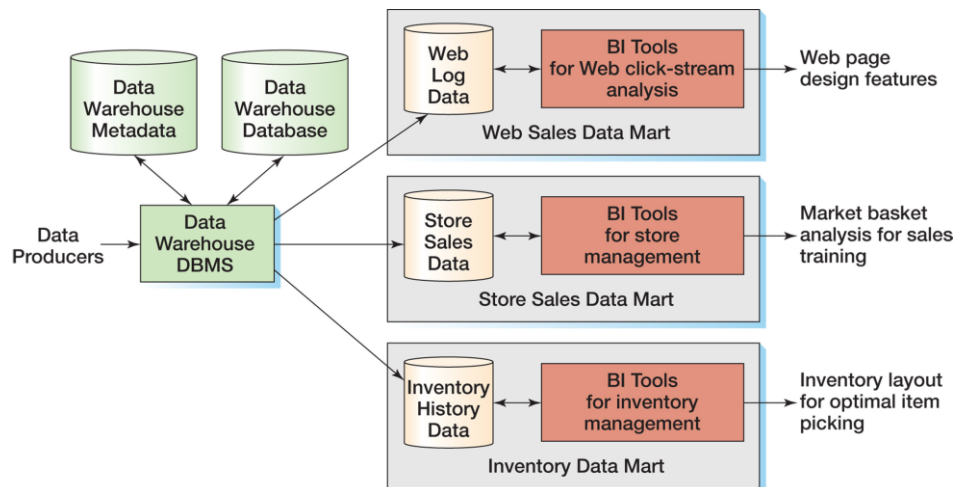 Data
Warehouse
Metadata
Data
Warehouse
Database
Data
Producers
Data
Warehouse
DBMS
Web
Log
Data
BI Tools
for Web click-stream
analysis
Web Sales Data Mart
Web page
design features
Store
Sales
Data
BI Tools
for store
management
Store Sales Data Mart
Market basket
analysis for sales
training
Inventory
History
Data
BI Tools
for inventory
management
Inventory Data Mart
Inventory layout
for optimal item
picking